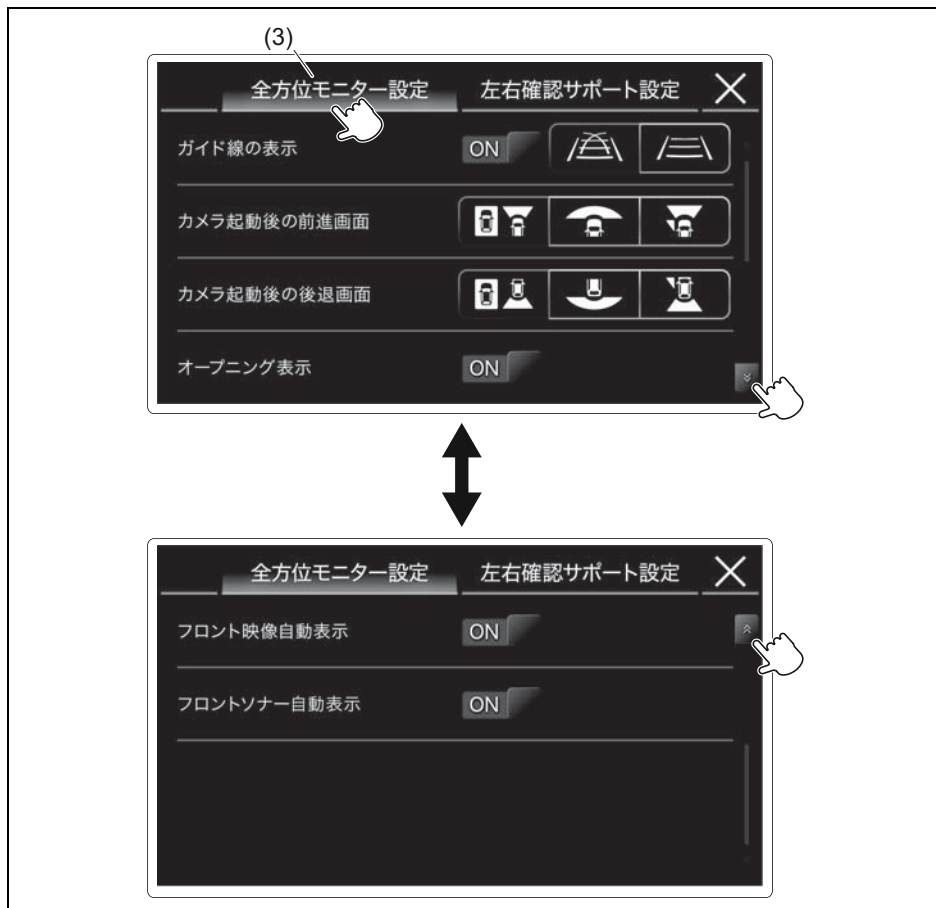 (3)
全方位モニター設定 左右確認サポート設定
ガイド線の表示 ON
カメラ起動後の前進画面
カメラ起動後の後退画面
オープニング表示 ON
全方位モニター設定 左右確認サポート設定
フロント映像自動表示 ON
フロントソナー自動表示 ON